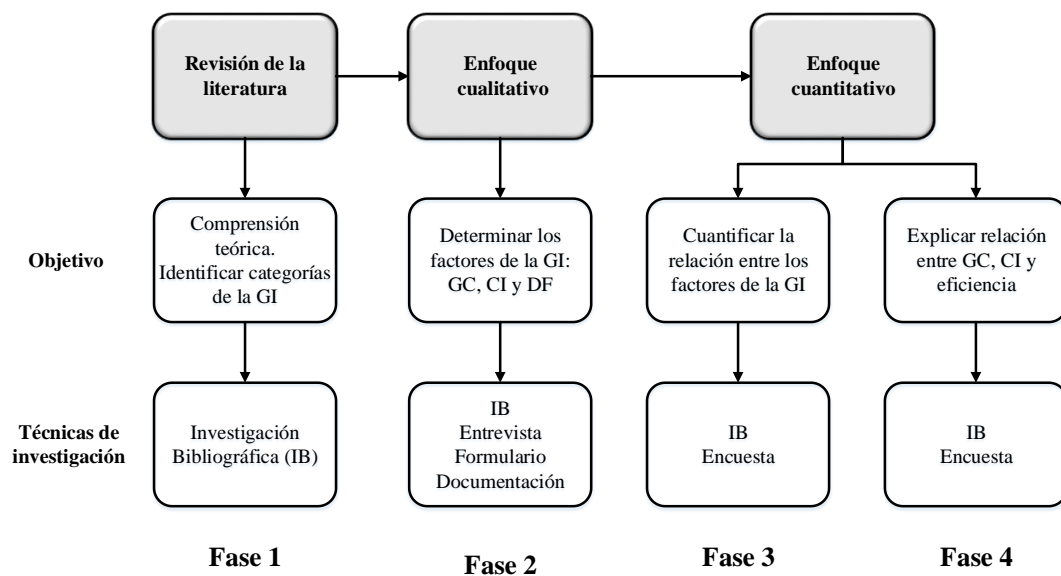 Revisión de la
literatura
Enfoque
cualitativo
Enfoque
cuantitativo
Objetivo
Comprensión
teórica.
Identificar categorías
de la GI
Determinar los
factores de la GI:
GC, CI y DF
Cuantificar la
relación entre los
factores de la GI
Explicar relación
entre GC, CI y
eficiencia
Técnicas de
investigación
Investigación
Bibliográfica (IB)
IB
Entrevista
Formulario
Documentación
IB
Encuesta
IB
Encuesta
Fase 1
Fase 2
Fase 3
Fase 4